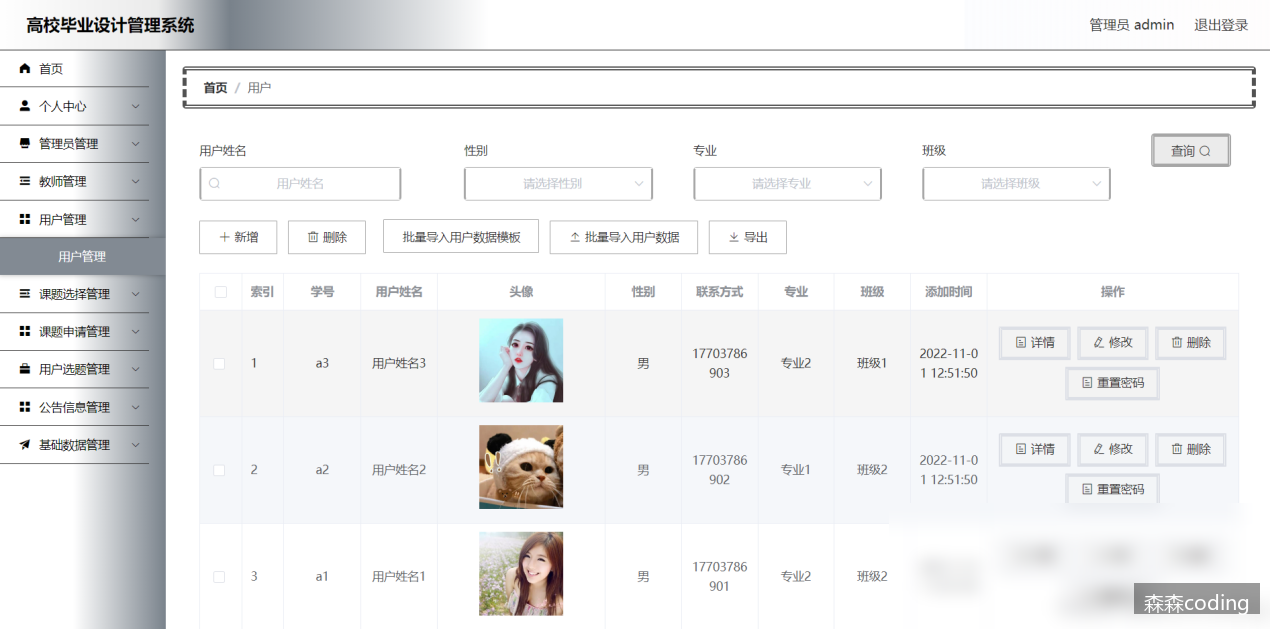 高校毕业设计管理系统
管理员 admin 退出登录
首页
个人中心
管理员管理
教师管理
用户管理
用户管理
课题选择管理
课题申请管理
用户选题管理
公告信息管理
基础数据管理
首页 / 用户
用户姓名 性别 专业 班级
用户姓名 请选择性别 请选择专业 请选择班级 查询
新增 删除 批量导入用户数据模板 批量导入用户数据 导出
索引 学号 用户姓名 头像 性别 联系方式 专业 班级 添加时间 操作
1 a3 用户姓名3 男 17703786 专业2 班级1 2022-11-0 详情 修改 删除
903 1 12:51:50 重置密码
2 a2 用户姓名2 男 17703786 专业1 班级2 2022-11-0 详情 修改 删除
902 1 12:51:50 重置密码
3 a1 用户姓名1 男 17703786 专业2 班级2
901
森森coding